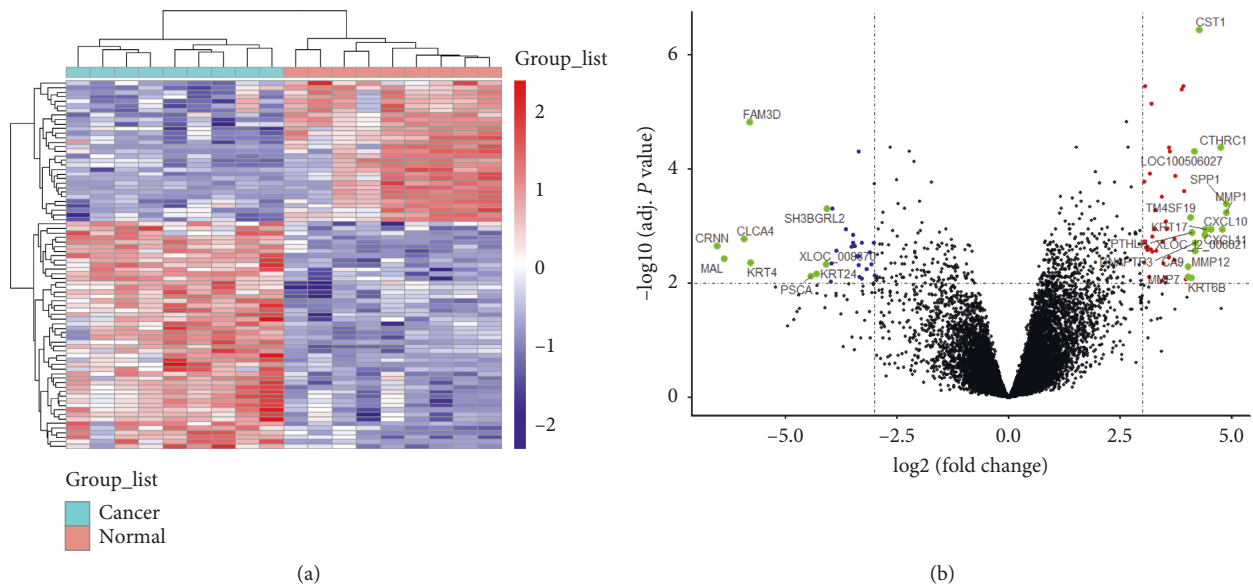 Group_list
2
1
0
−1
−2
Group_list
Cancer
Normal
(a)
−log10 (adj. P value)
6
4
2
0
CST1
FAM3D
CTHRC1
LOC100506027
SPP1
MMP1
TM4SF19
SH3BGRL2
KRT17
CXCL10
CLCA4
CRNN
PTHLH
XLOC_12_000021
CXCL11
XLOC_008370
MAL
KRT4
KRT24
CA9
MMP12
PSCA
MMP7
KRT6B
−5.0
−2.5
0.0
2.5
5.0
log2 (fold change)
(b)